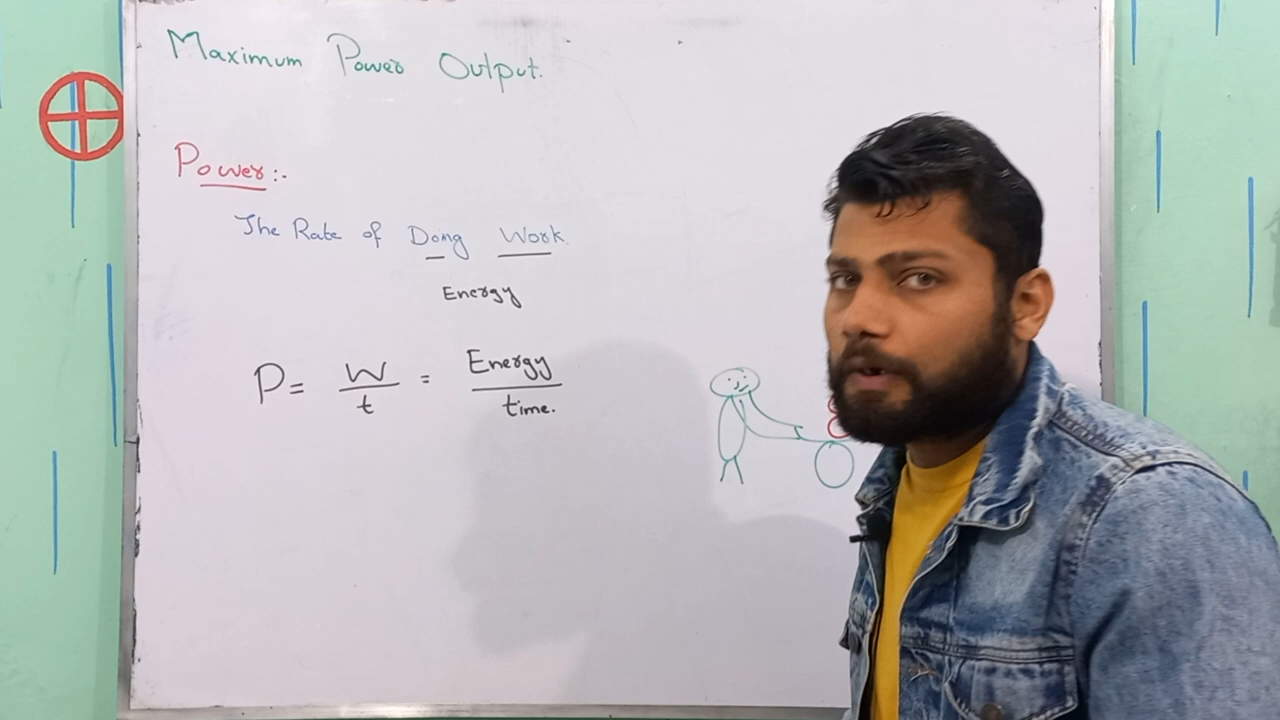 Maximum Power Output.
Power:-
The Rate of Doing Work.
Energy
P = W/t = Energy/time.